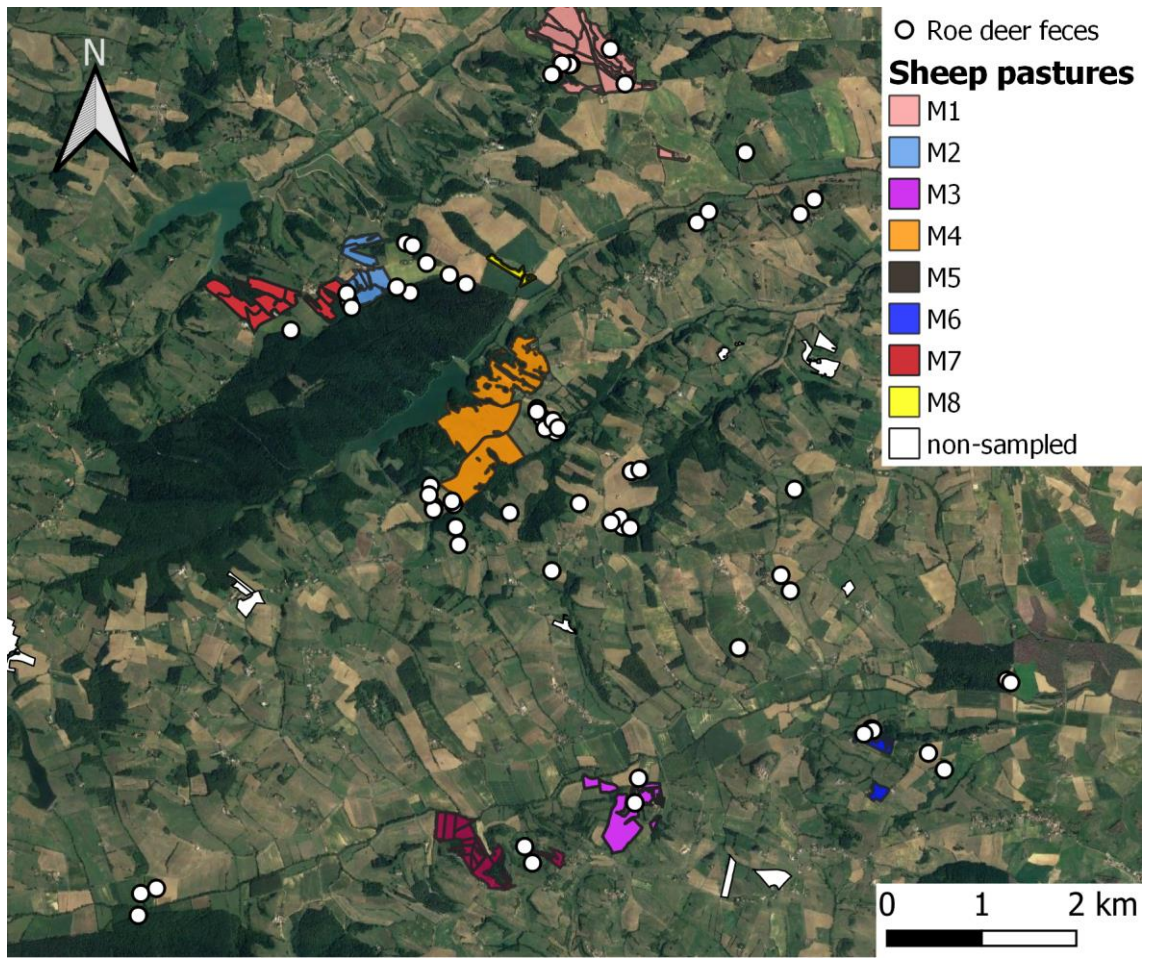 N
Roe deer feces
Sheep pastures
M1
M2
M3
M4
M5
M6
M7
M8
non-sampled
0 1 2 km